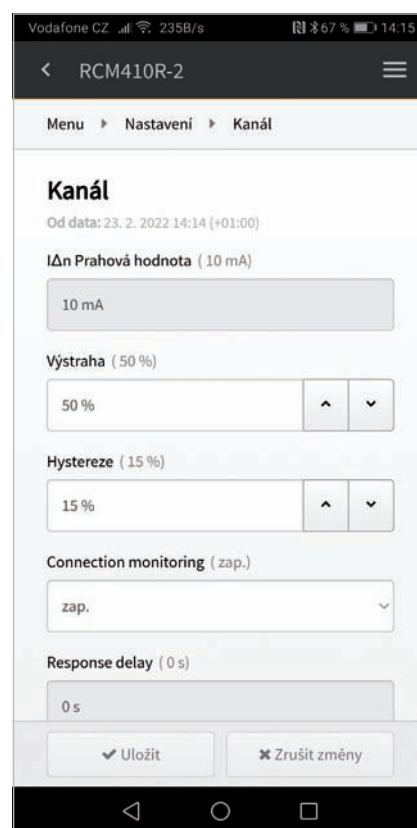 Vodafone CZ 235B/s 67 % 14:15
RCM410R-2
Menu Nastavení Kanál
Kanál
Od data: 23. 2. 2022 14:14 (+01:00)
IΔn Prahová hodnota ( 10 mA)
10 mA
Výstraha ( 50 %)
50 %
Hystereze ( 15 %)
15 %
Connection monitoring ( zap.)
zap.
Response delay ( 0 s)
0 s
Uložit Zrušit změny